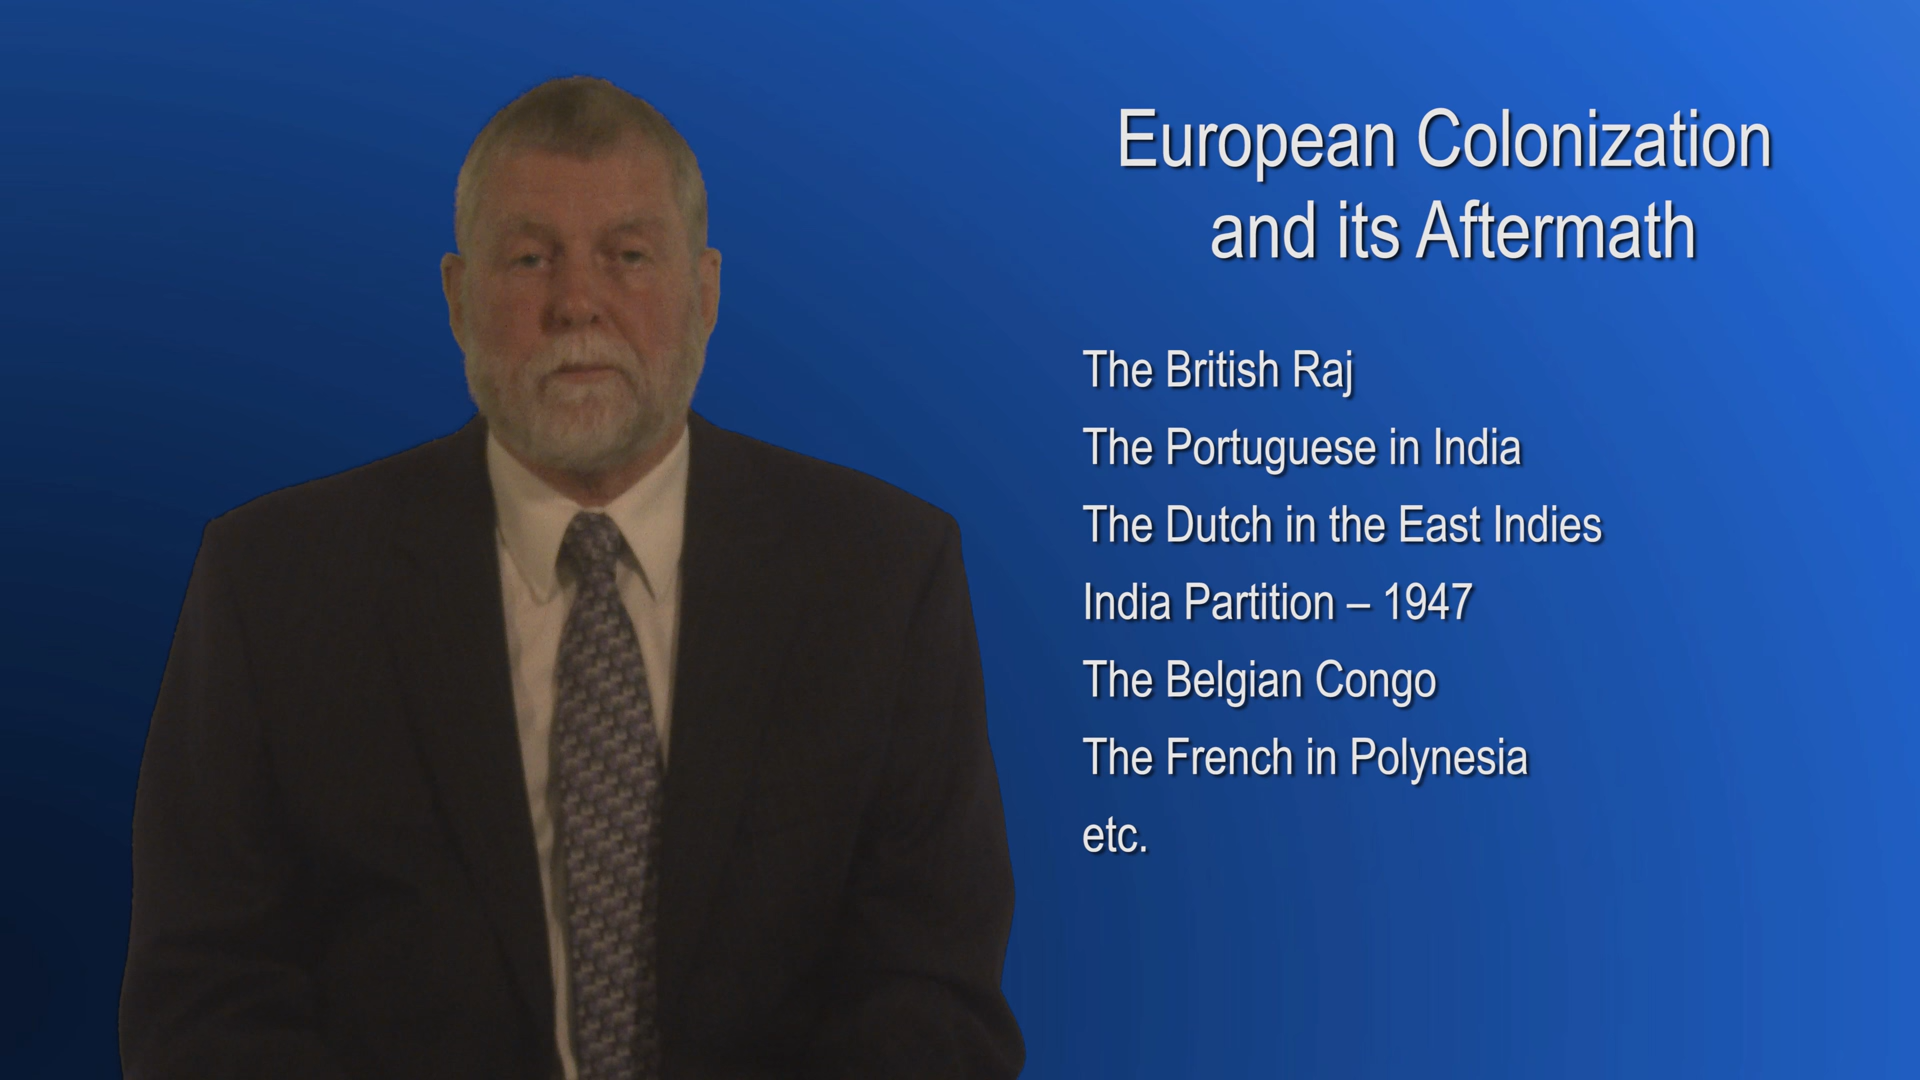 European Colonization
and its Aftermath
The British Raj
The Portuguese in India
The Dutch in the East Indies
India Partition – 1947
The Belgian Congo
The French in Polynesia
etc.